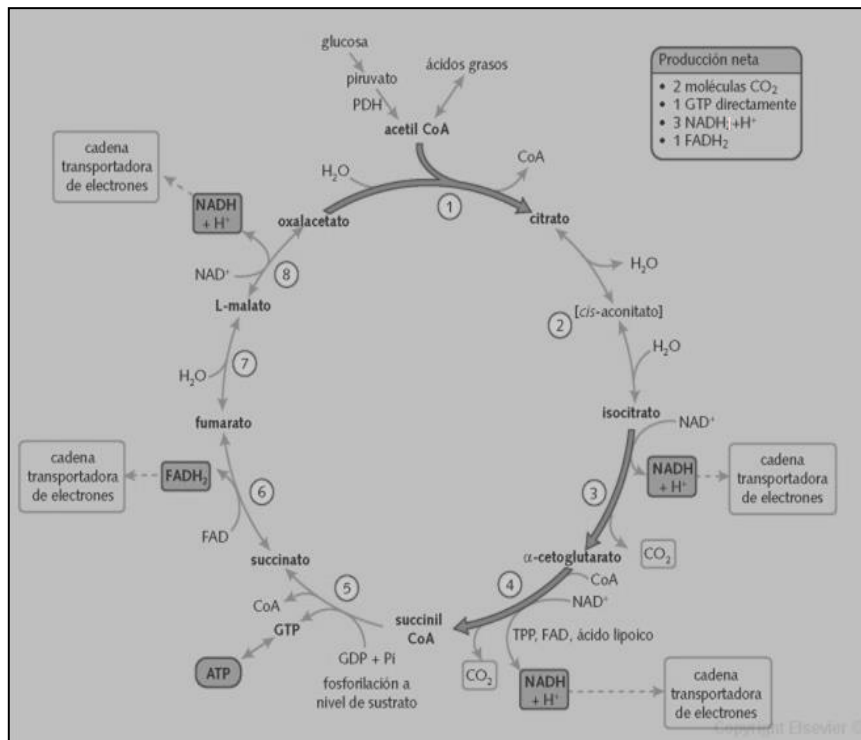 glucosa
piruvato
PDH
ácidos grasos
acetil CoA
Producción neta
• 2 moléculas CO₂
• 1 GTP directamente
• 3 NADH₂+H⁺
• 1 FADH₂
cadena
transportadora
de electrones
NADH
+ H⁺
NAD⁺
H₂O
CoA
oxalacetato
1
citrato
H₂O
8
L-malato
[cis-aconitato]
2
7
H₂O
H₂O
isocitrato
NAD⁺
fumarato
cadena
transportadora
de electrones
FADH₂
6
FAD
NADH
+ H⁺
cadena
transportadora
de electrones
3
CO₂
α-cetoglutarato
succinato
5
4
CoA
NAD⁺
CoA
GTP
succinil
CoA
TPP, FAD, ácido lipoico
ATP
GDP + Pi
fosforilación a
nivel de sustrato
CO₂
NADH
+ H⁺
cadena
transportadora
de electrones
Copyright Elsevier ©